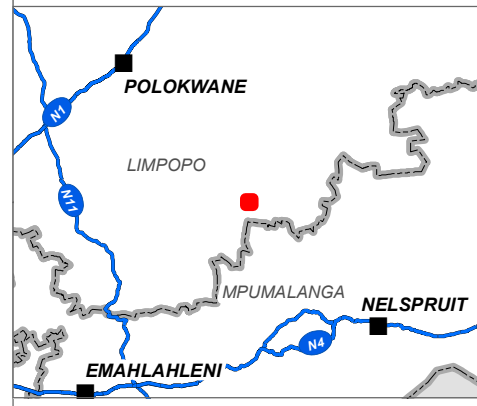 POLOKWANE
N1
LIMPOPO
N11
MPUMALANGA
NELSPRUIT
N4
EMAHLAHLENI